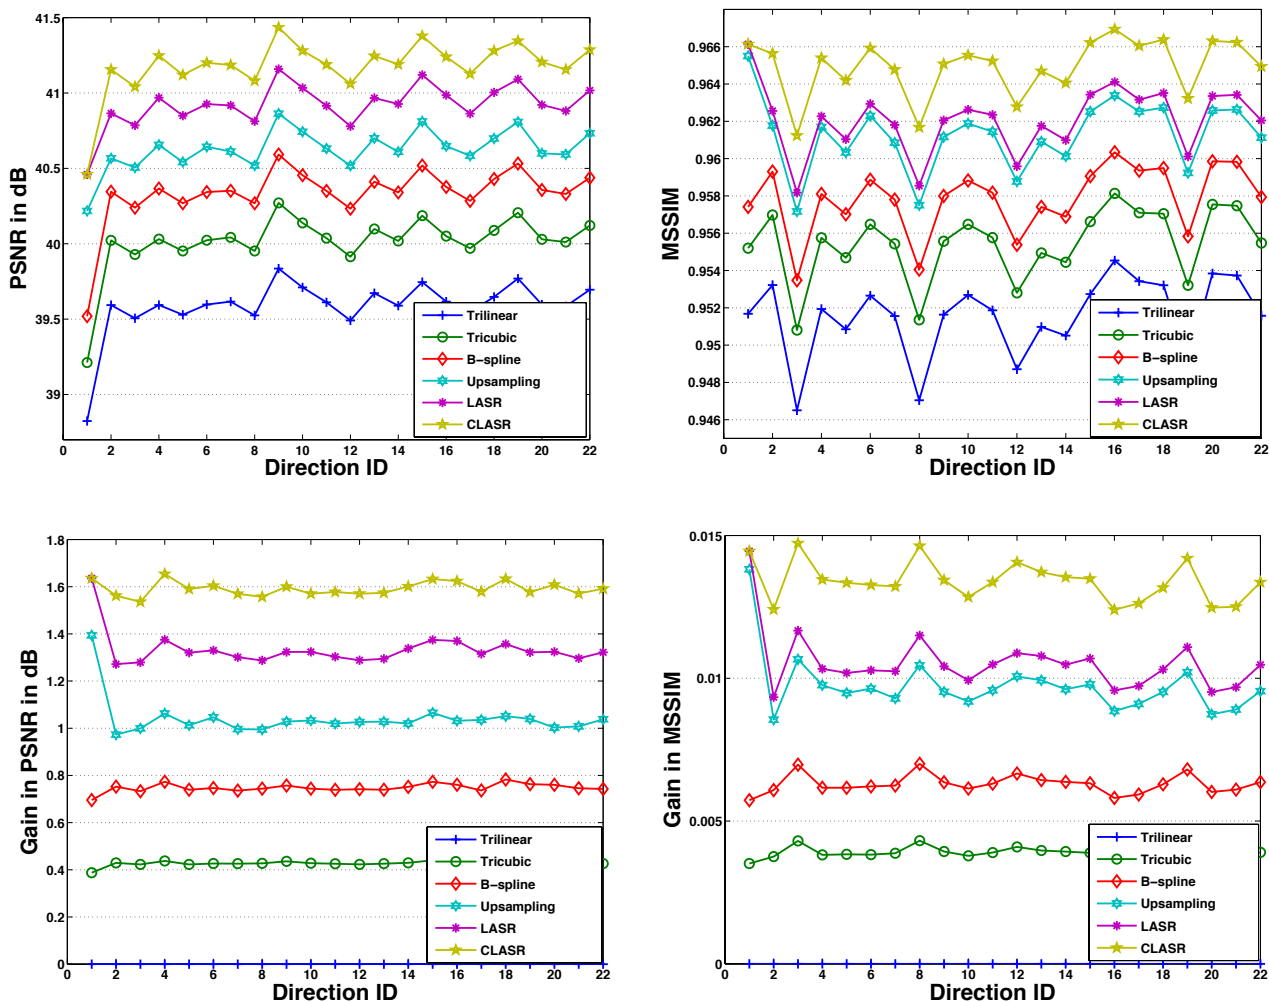 PSNR in dB
41.5
41
40.5
40
39.5
39
0 2 4 6 8 10 12 14 16 18 20 22
Direction ID
Trilinear
Tricubic
B-spline
Upsampling
LASR
CLASR
MSSIM
0.966
0.964
0.962
0.96
0.958
0.956
0.954
0.952
0.95
0.948
0.946
0 2 4 6 8 10 12 14 16 18 20 22
Direction ID
Trilinear
Tricubic
B-spline
Upsampling
LASR
CLASR
Gain in PSNR in dB
1.8
1.6
1.4
1.2
1
0.8
0.6
0.4
0.2
0
0 2 4 6 8 10 12 14 16 18 20 22
Direction ID
Trilinear
Tricubic
B-spline
Upsampling
LASR
CLASR
Gain in MSSIM
0.015
0.01
0.005
0
0 2 4 6 8 10 12 14 16 18 20 22
Direction ID
Trilinear
Tricubic
B-spline
Upsampling
LASR
CLASR